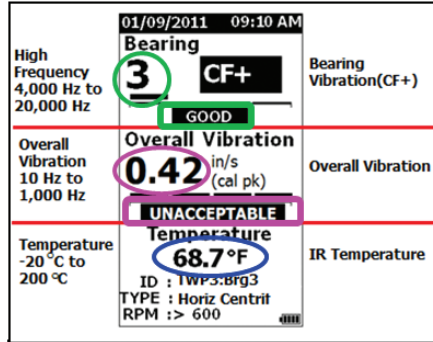 01/09/2011 09:10 AM
High
Frequency
4,000 Hz to
20,000 Hz
Bearing
3 CF+
GOOD
Bearing
Vibration(CF+)
Overall
Vibration
10 Hz to
1,000 Hz
Overall Vibration
0.42 in/s
(cal pk)
UNACCEPTABLE
Overall Vibration
Temperature
-20 °C to
200 °C
Temperature
68.7°F
ID : TWP3:Brg3
TYPE : Horiz Centrif
RPM :> 600
IR Temperature